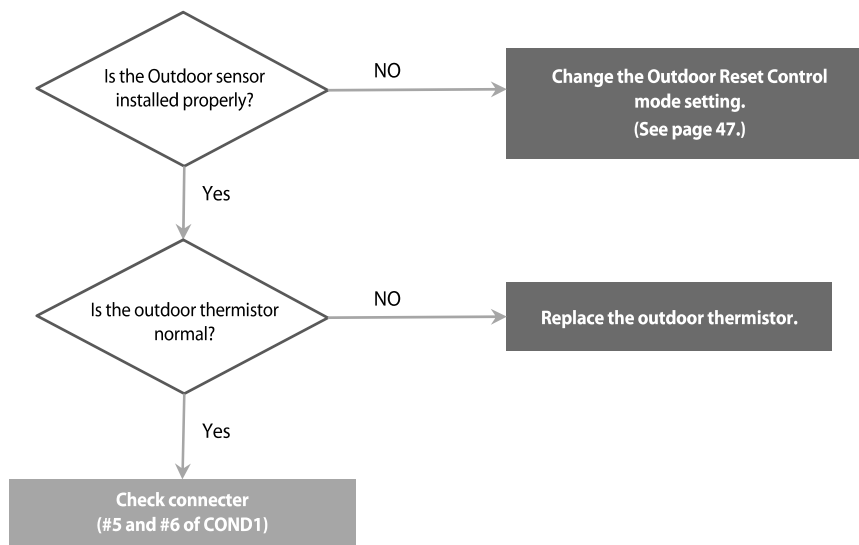 Is the Outdoor sensor
installed properly?
NO
Change the Outdoor Reset Control
mode setting.
(See page 47.)
Yes
Is the outdoor thermistor
normal?
NO
Replace the outdoor thermistor.
Yes
Check connecter
(#5 and #6 of COND1)